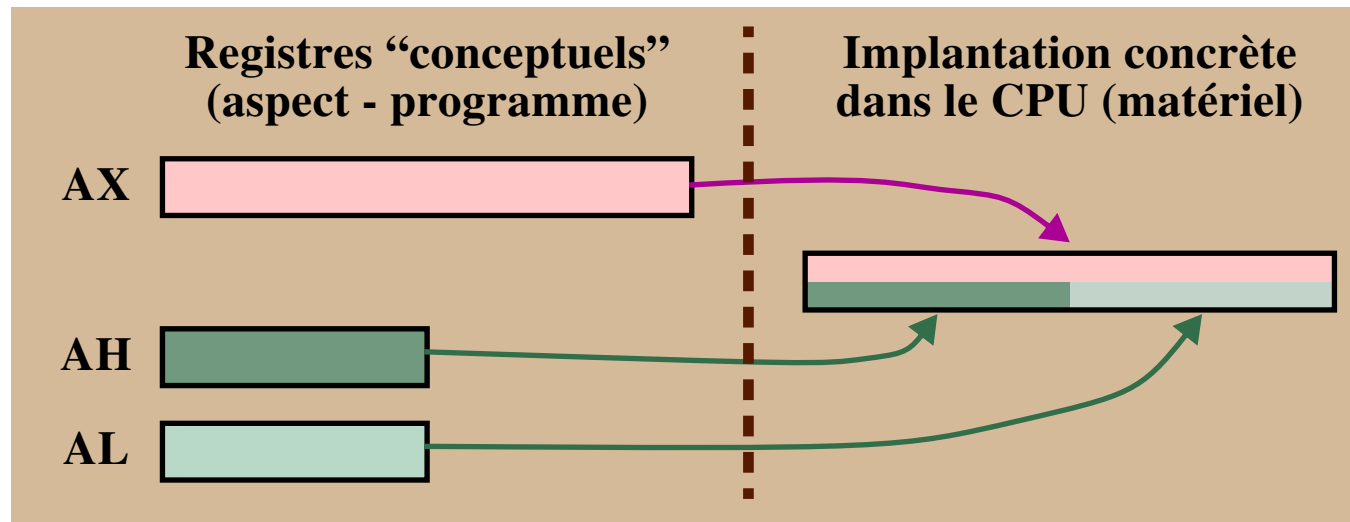 Registres “conceptuels”
(aspect - programme)
Implantation concrète
dans le CPU (matériel)
AX
AH
AL